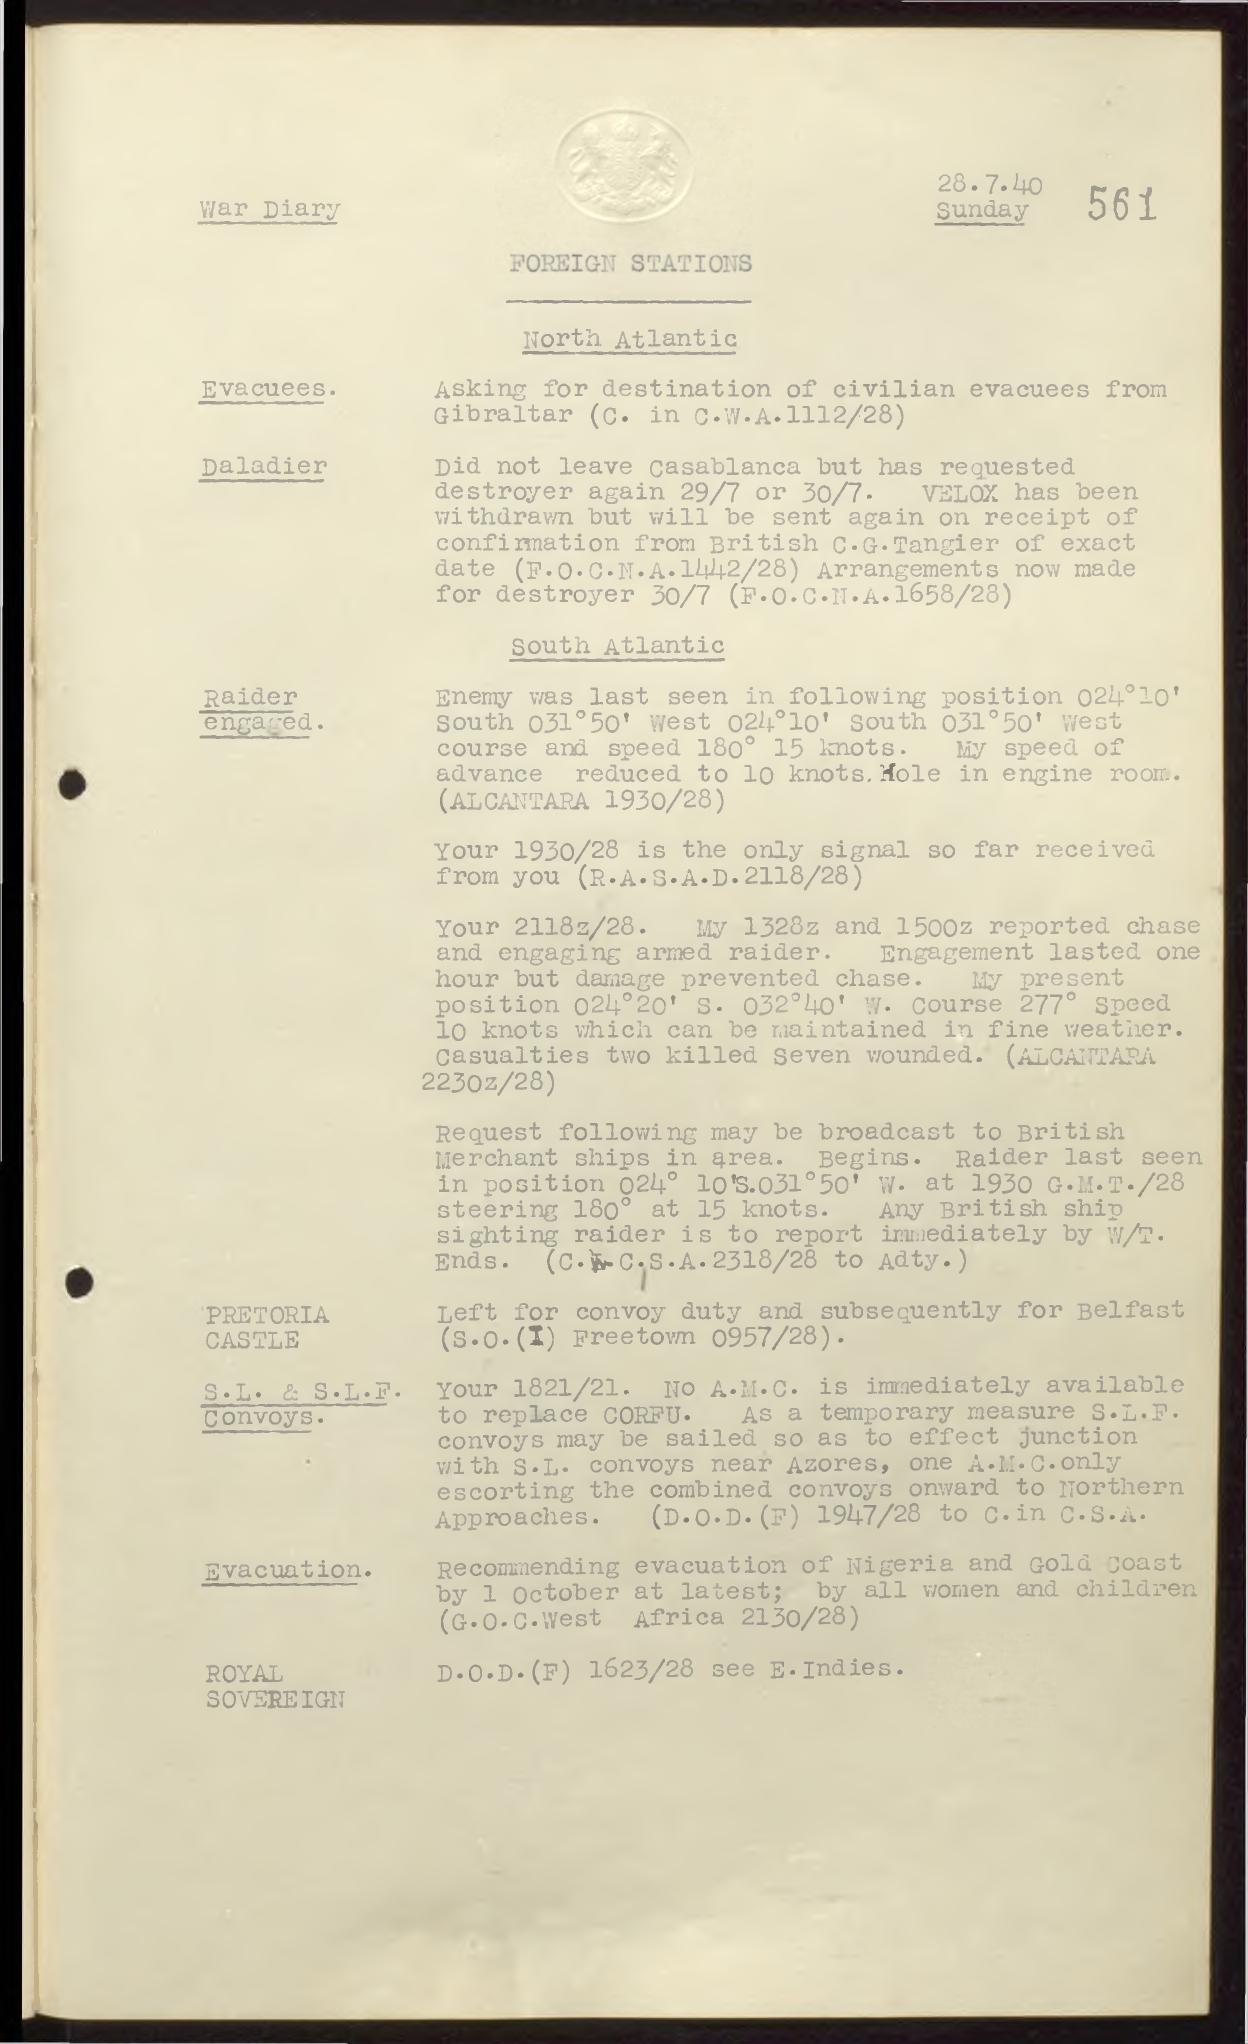 War Diary
28.7.40
Sunday
561
FOREIGN STATIONS
North Atlantic
Evacuees.
Asking for destination of civilian evacuees from
Gibraltar (C. in C.W.A.1112/28)
Daladier
Did not leave Casablanca but has requested
destroyer again 29/7 or 30/7. VELOX has been
withdrawn but will be sent again on receipt of
confirmation from British C.G.Tangier of exact
date (F.O.C.N.A.1442/28) Arrangements now made
for destroyer 30/7 (F.O.C.N.A.1658/28)
South Atlantic
Raider
engaged.
Enemy was last seen in following position 024°10'
South 031°50' West 024°10' South 031°50' West
course and speed 180° 15 knots. My speed of
advance reduced to 10 knots. Hole in engine room.
(ALCANTARA 1930/28)
Your 1930/28 is the only signal so far received
from you (R.A.S.A.D.2118/28)
Your 2118z/28. My 1328z and 1500z reported chase
and engaging armed raider. Engagement lasted one
hour but damage prevented chase. My present
position 024°20' S. 032°40' W. Course 277° Speed
10 knots which can be maintained in fine weather.
Casualties two killed Seven wounded. (ALCANTARA
2230z/28)
Request following may be broadcast to British
Merchant ships in area. Begins. Raider last seen
in position 024° 10'S.031°50' W. at 1930 G.M.T./28
steering 180° at 15 knots. Any British ship
sighting raider is to report immediately by W/T.
Ends. (C. C.S.A.2318/28 to Adty.)
PRETORIA
CASTLE
Left for convoy duty and subsequently for Belfast
(S.O.(I) Freetown 0957/28).
S.L. & S.L.F.
Convoys.
Your 1821/21. No A.M.C. is immediately available
to replace CORFU. As a temporary measure S.L.F.
convoys may be sailed so as to effect junction
with S.L. convoys near Azores, one A.M.C.only
escorting the combined convoys onward to Northern
Approaches. (D.O.D.(F) 1947/28 to C.in C.S.A.
Evacuation.
Recommending evacuation of Nigeria and Gold Coast
by 1 October at latest; by all women and children
(G.O.C.West Africa 2130/28)
ROYAL
SOVEREIGN
D.O.D.(F) 1623/28 see E.Indies.